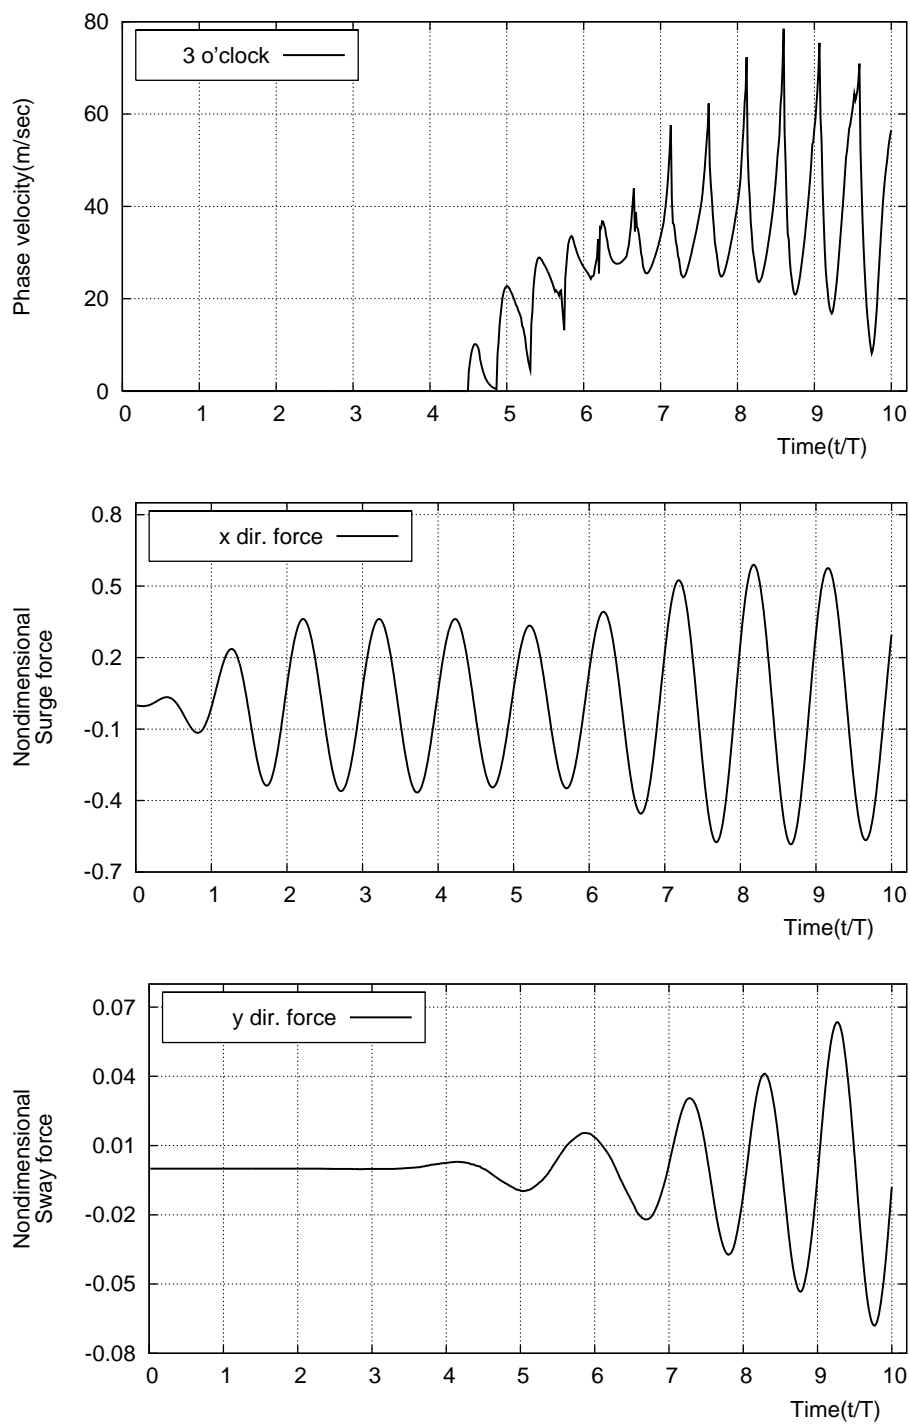 80
3 o'clock
60
40
20
0
Phase velocity(m/sec)
0 1 2 3 4 5 6 7 8 9 10
Time(t/T)
0.8
x dir. force
0.5
0.2
-0.1
-0.4
-0.7
Nondimensional
Surge force
0 1 2 3 4 5 6 7 8 9 10
Time(t/T)
0.07
y dir. force
0.04
0.01
-0.02
-0.05
-0.08
Nondimensional
Sway force
0 1 2 3 4 5 6 7 8 9 10
Time(t/T)